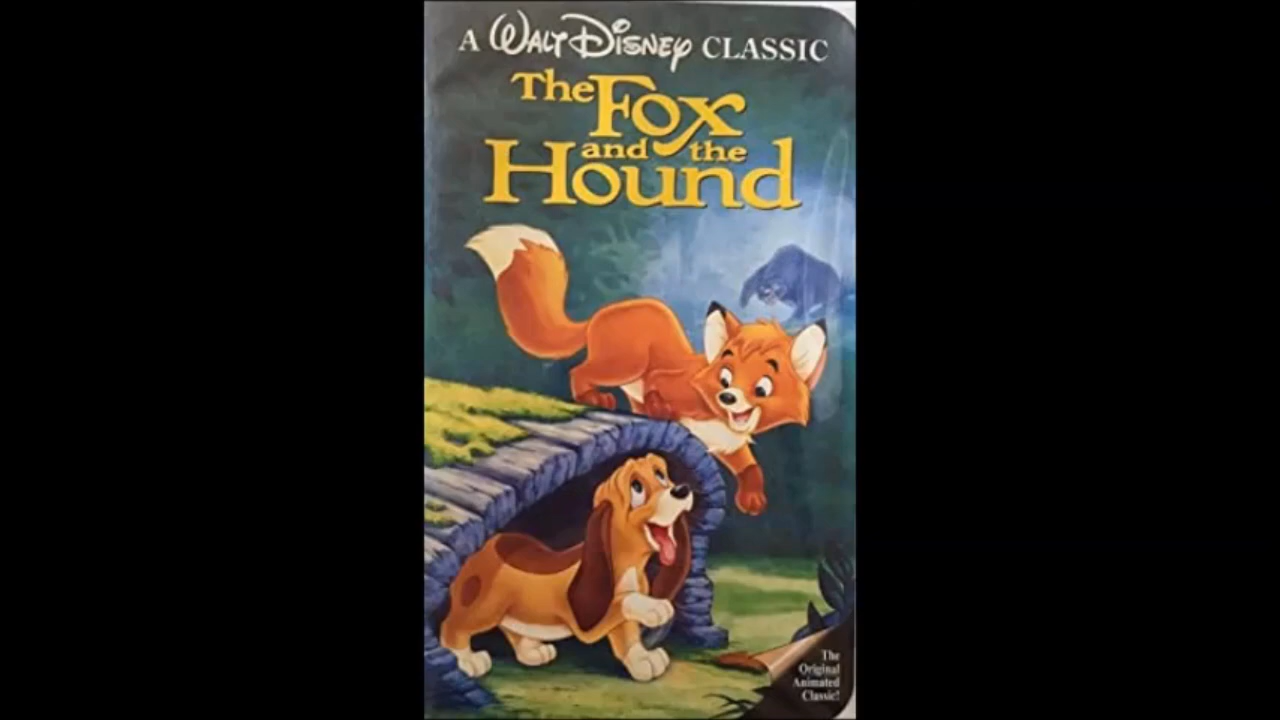 A WALT DISNEY CLASSIC
The Fox
and the
Hound
The
Original
Animated
Classic!